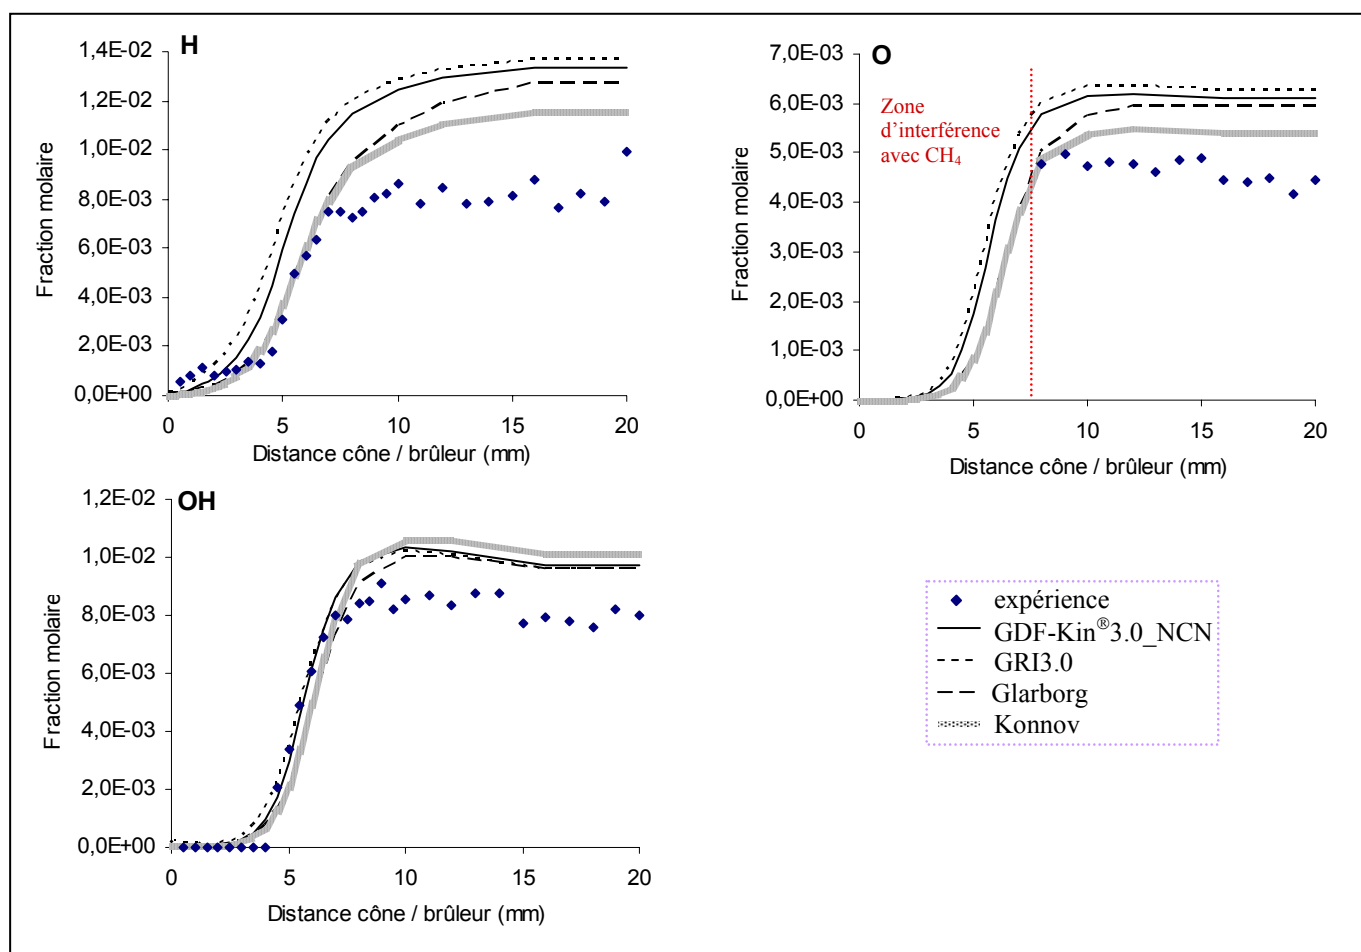 H
1,4E-02
1,2E-02
1,0E-02
8,0E-03
6,0E-03
4,0E-03
2,0E-03
0,0E+00
Fraction molaire
0 5 10 15 20
Distance cône / brûleur (mm)
O
7,0E-03
6,0E-03
5,0E-03
4,0E-03
3,0E-03
2,0E-03
1,0E-03
0,0E+00
Fraction molaire
Zone
d'interférence
avec CH₄
0 5 10 15 20
Distance cône / brûleur (mm)
OH
1,2E-02
1,0E-02
8,0E-03
6,0E-03
4,0E-03
2,0E-03
0,0E+00
Fraction molaire
0 5 10 15 20
Distance cône / brûleur (mm)
expérience
GDF-Kin®3.0_NCN
GRI3.0
Glarborg
Konnov